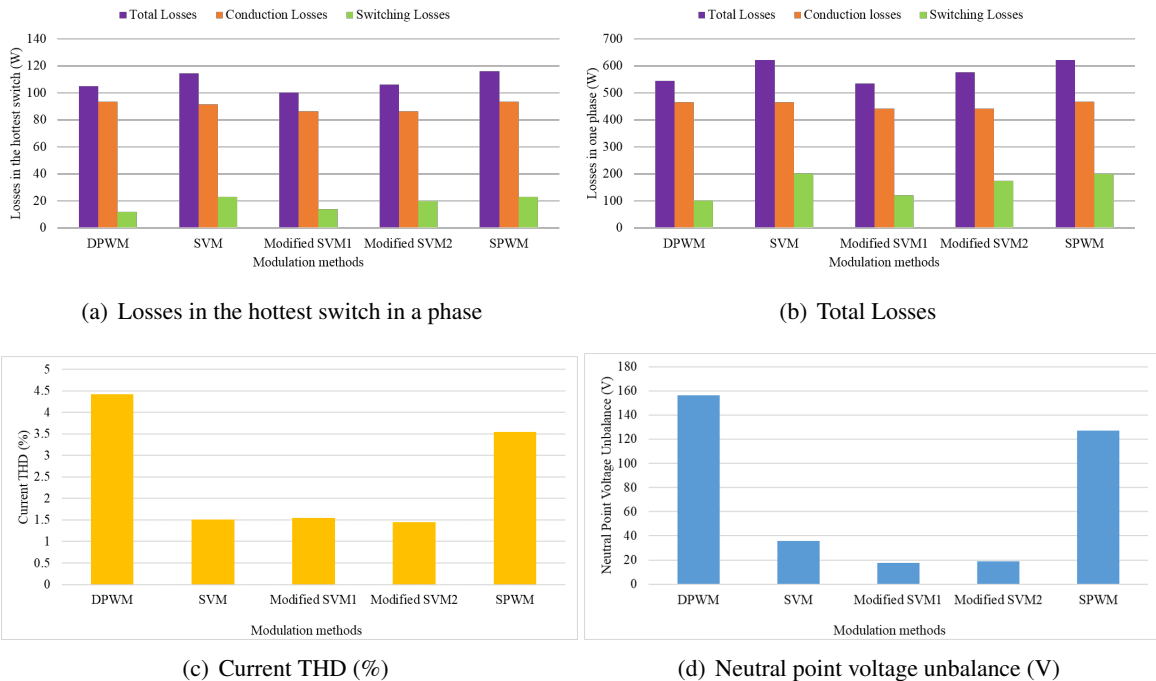 Total Losses Conduction Losses Switching Losses
Losses in the hottest switch (W)
140
120
100
80
60
40
20
0
DPWM SVM Modified SVM1 Modified SVM2 SPWM
Modulation methods
(a) Losses in the hottest switch in a phase
Total Losses Conduction losses Switching Losses
Losses in one phase (W)
700
600
500
400
300
200
100
0
DPWM SVM Modified SVM1 Modified SVM2 SPWM
Modulation methods
(b) Total Losses
Current THD (%)
5
4.5
4
3.5
3
2.5
2
1.5
1
0.5
0
DPWM SVM Modified SVM1 Modified SVM2 SPWM
Modulation methods
(c) Current THD (%)
Neutral Point Voltage Unbalance (V)
180
160
140
120
100
80
60
40
20
0
DPWM SVM Modified SVM1 Modified SVM2 SPWM
Modulation methods
(d) Neutral point voltage unbalance (V)